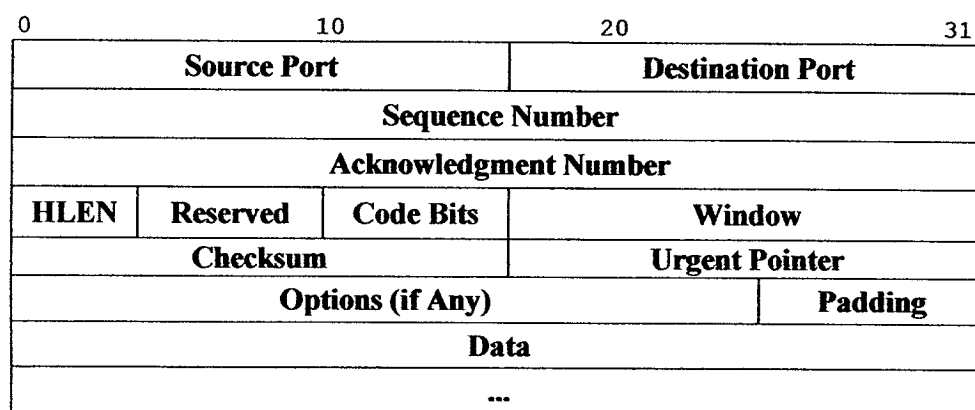 0 10 20 31
Source Port Destination Port
Sequence Number
Acknowledgment Number
HLEN Reserved Code Bits Window
Checksum Urgent Pointer
Options (if Any) Padding
Data
...